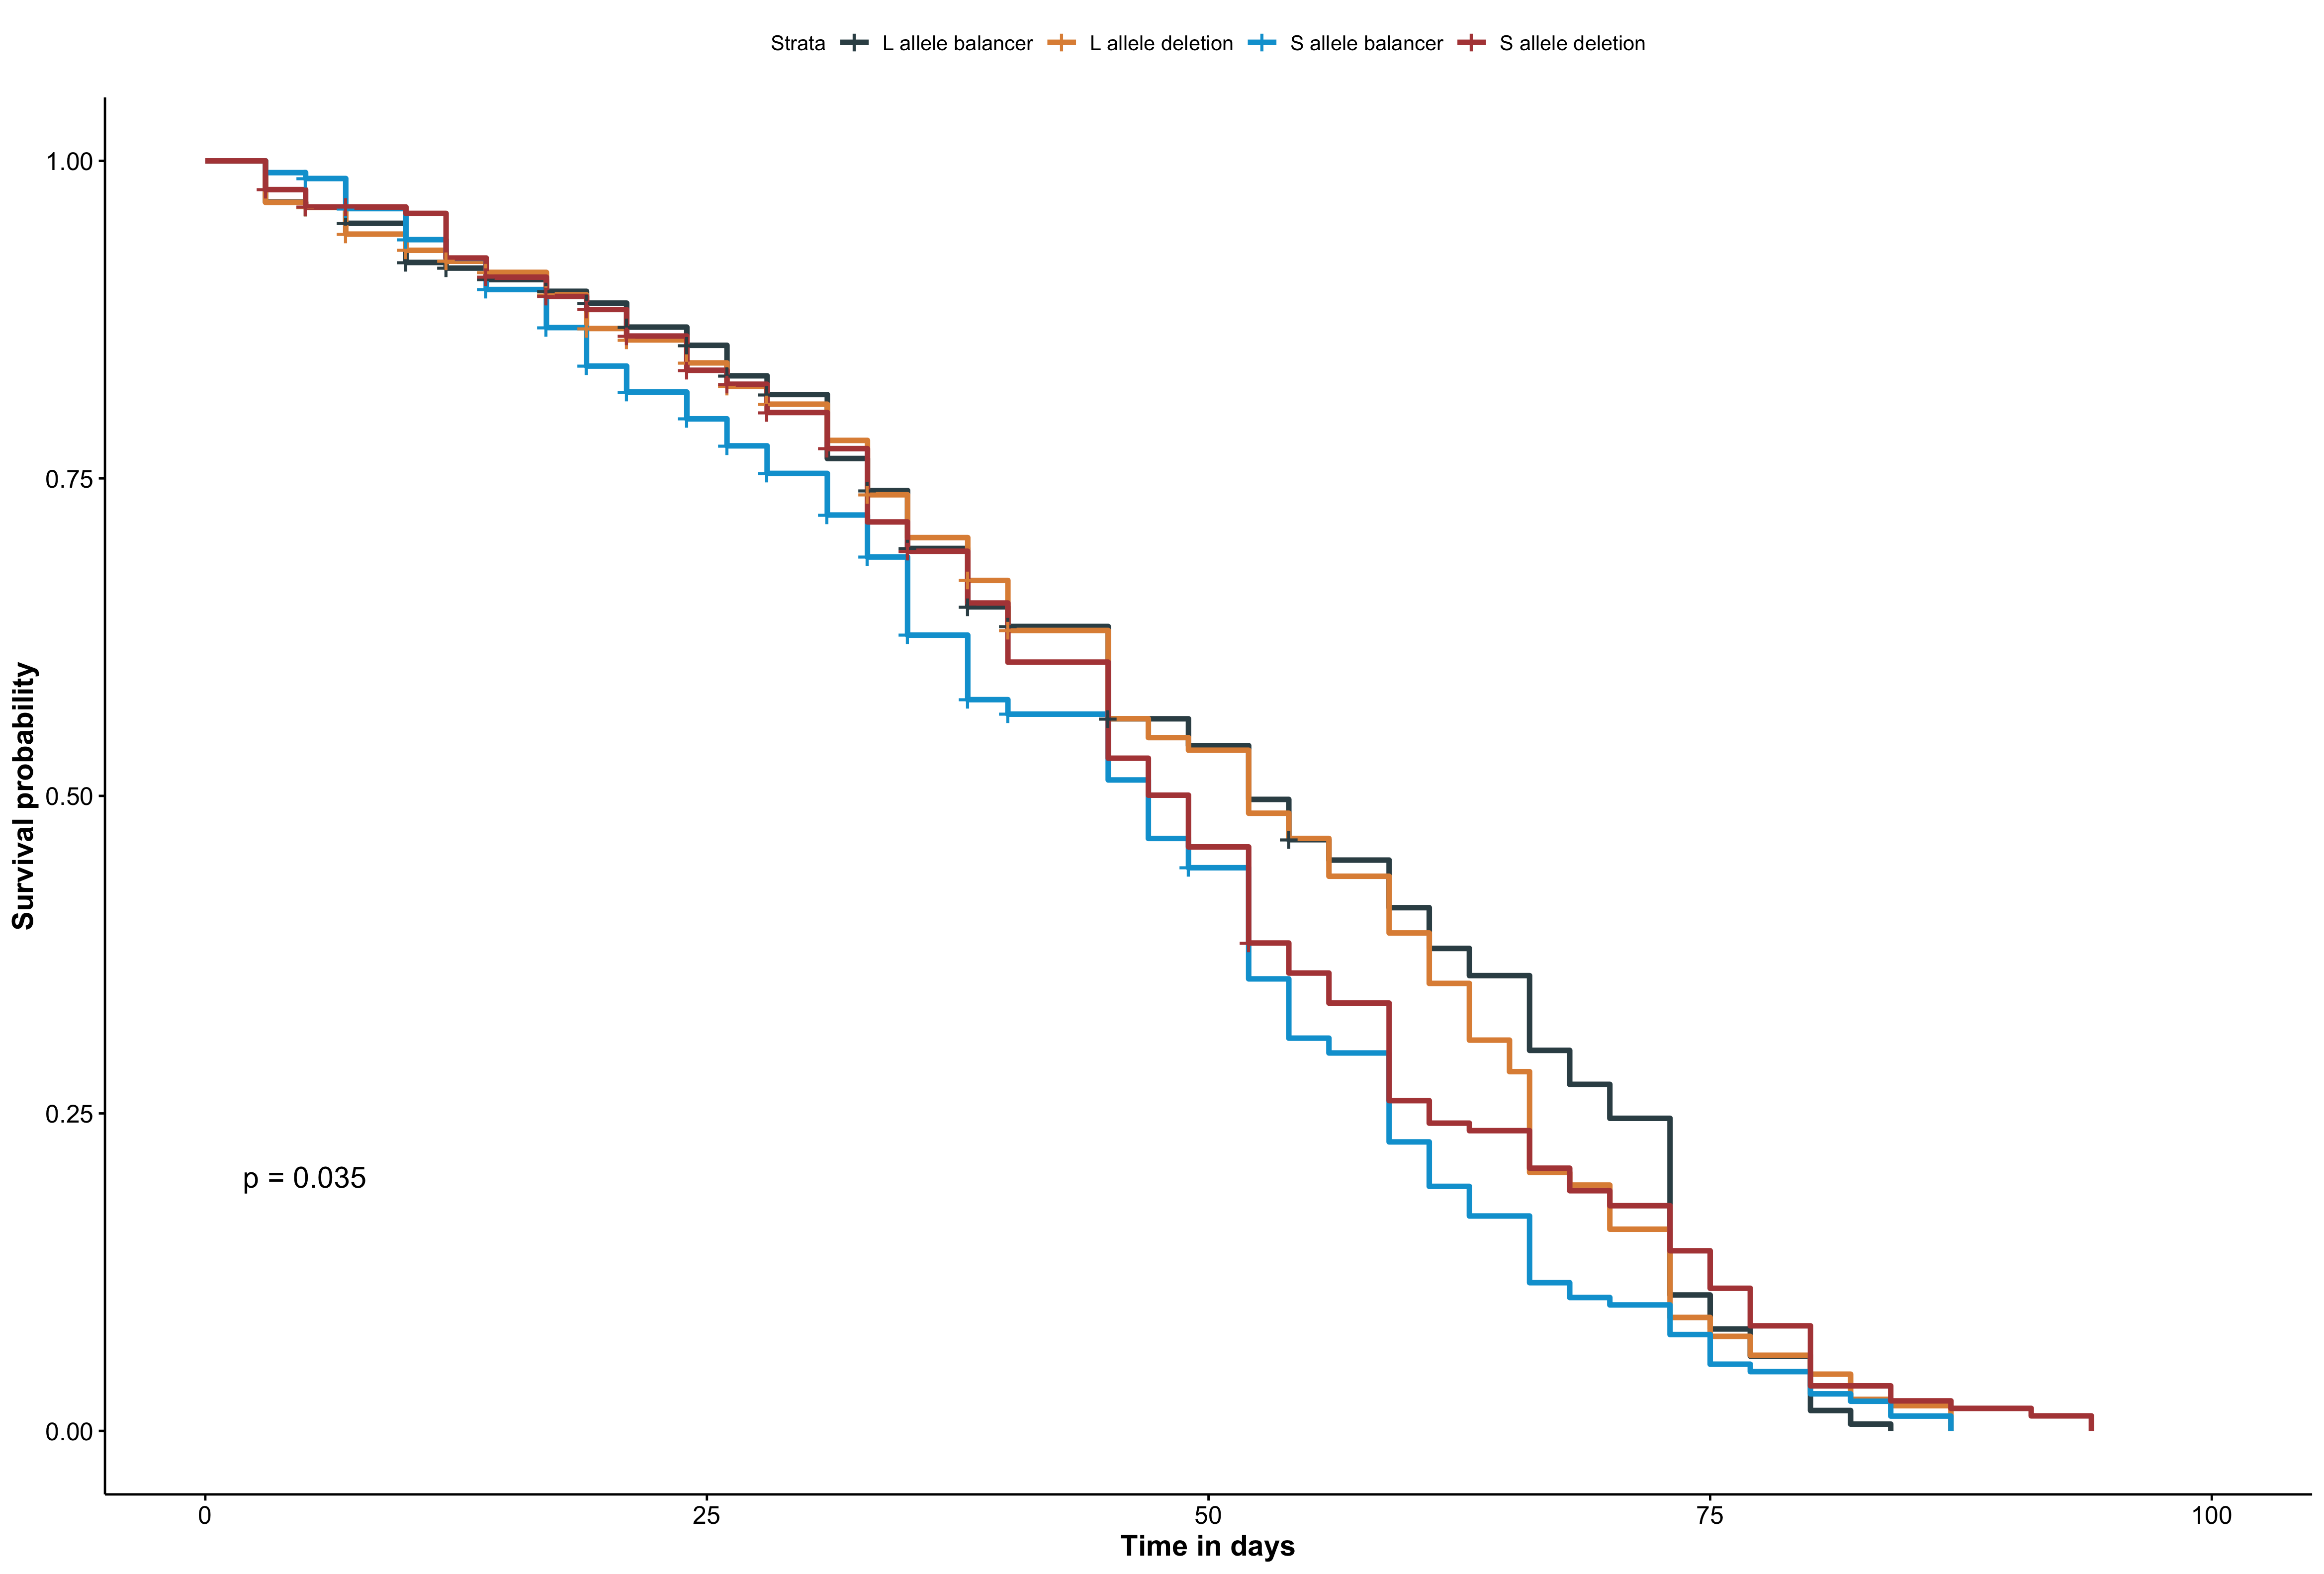 Strata L allele balancer L allele deletion S allele balancer S allele deletion
Survival probability
1.00
0.75
0.50
0.25
0.00
p = 0.035
0 25 50 75 100
Time in days